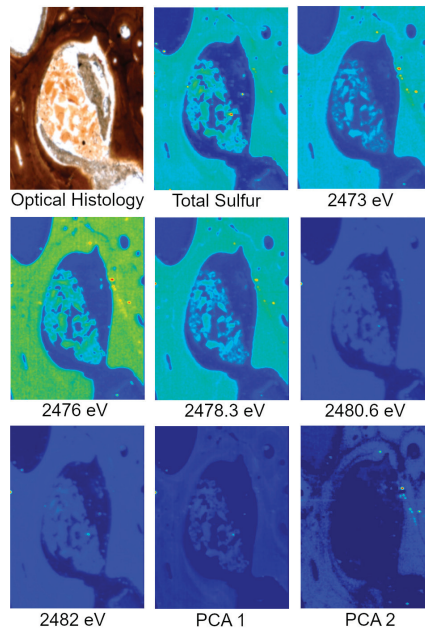 Optical Histology
Total Sulfur
2473 eV
2476 eV
2478.3 eV
2480.6 eV
2482 eV
PCA 1
PCA 2